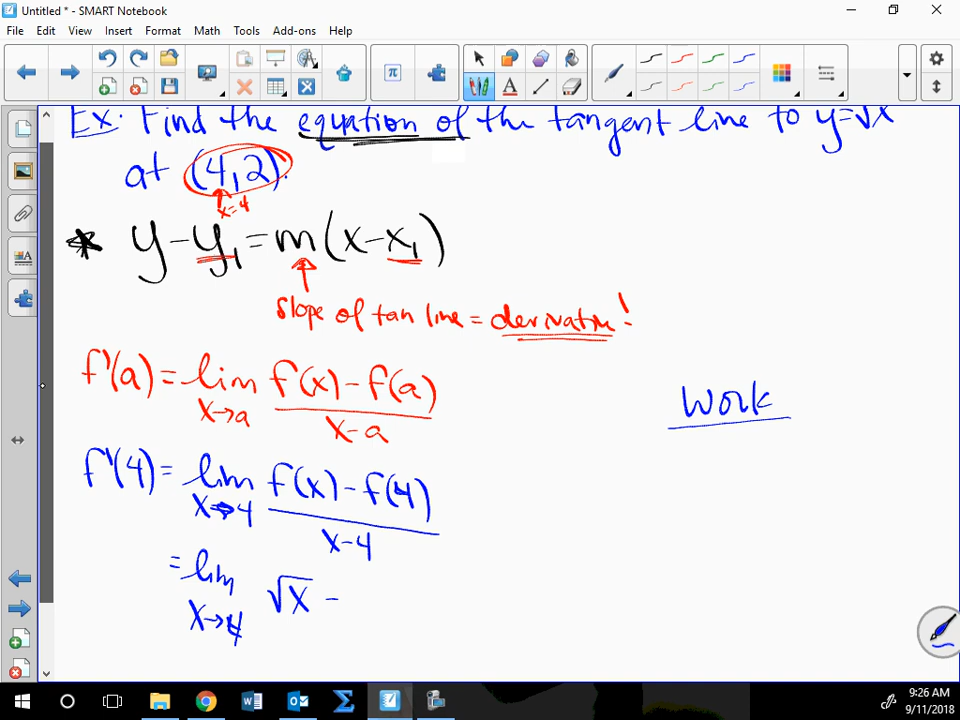 Untitled * - SMART Notebook
File Edit View Insert Format Math Tools Add-ons Help
Ex: Find the equation of the tangent line to y=√x
at (4,2).
x=4
* y-y₁=m(x-x₁)
slope of tan line = derivative!
f'(a)= lim f(x)-f(a)
x→a x-a
Work
f'(4)= lim f(x)-f(4)
x→4 x-4
= lim √x -
x→4
9:26 AM
9/11/2018